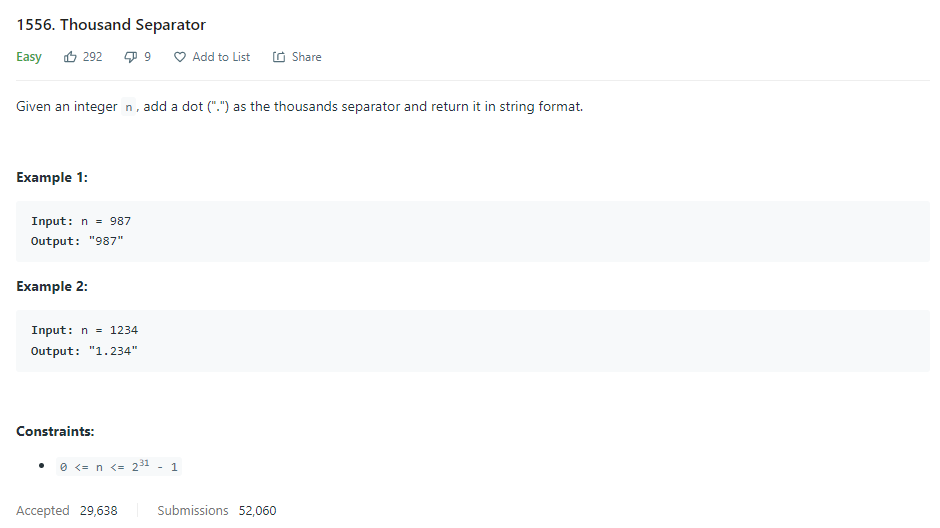 1556. Thousand Separator
Easy 292 9 Add to List Share
Given an integer n, add a dot (".") as the thousands separator and return it in string format.
Example 1:
Input: n = 987
Output: "987"
Example 2:
Input: n = 1234
Output: "1.234"
Constraints:
• 0 <= n <= 2³¹ - 1
Accepted 29,638 Submissions 52,060